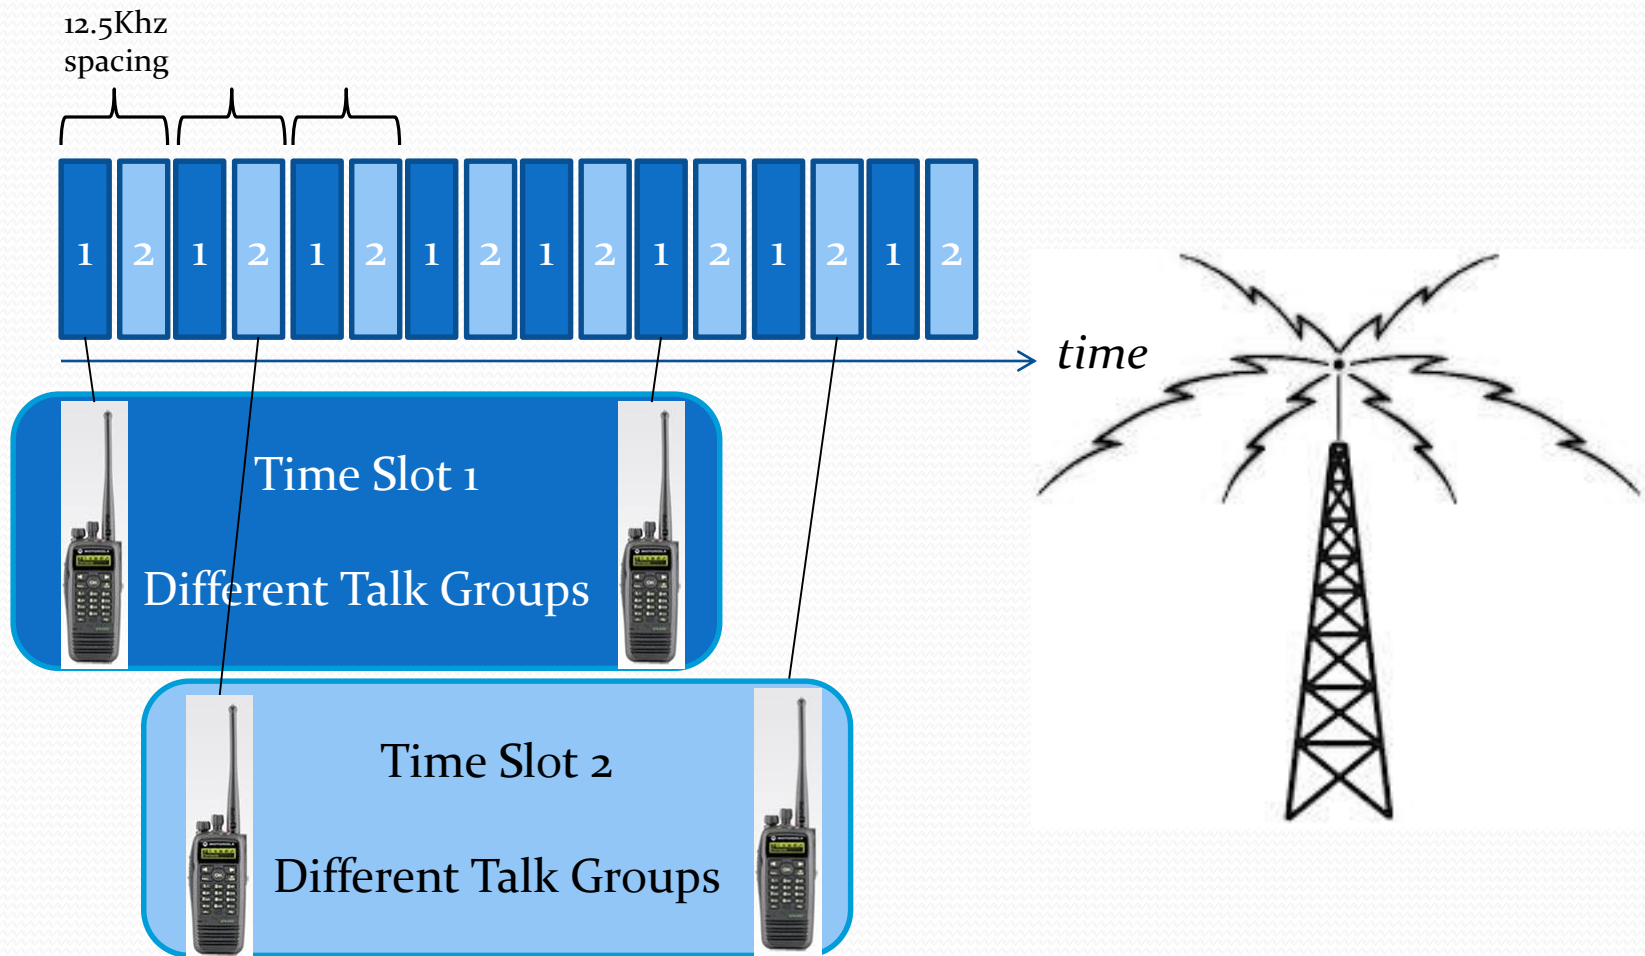 12.5Khz
spacing
1 2 1 2 1 2 1 2 1 2 1 2 1 2 1 2
time
Time Slot 1
Different Talk Groups
Time Slot 2
Different Talk Groups